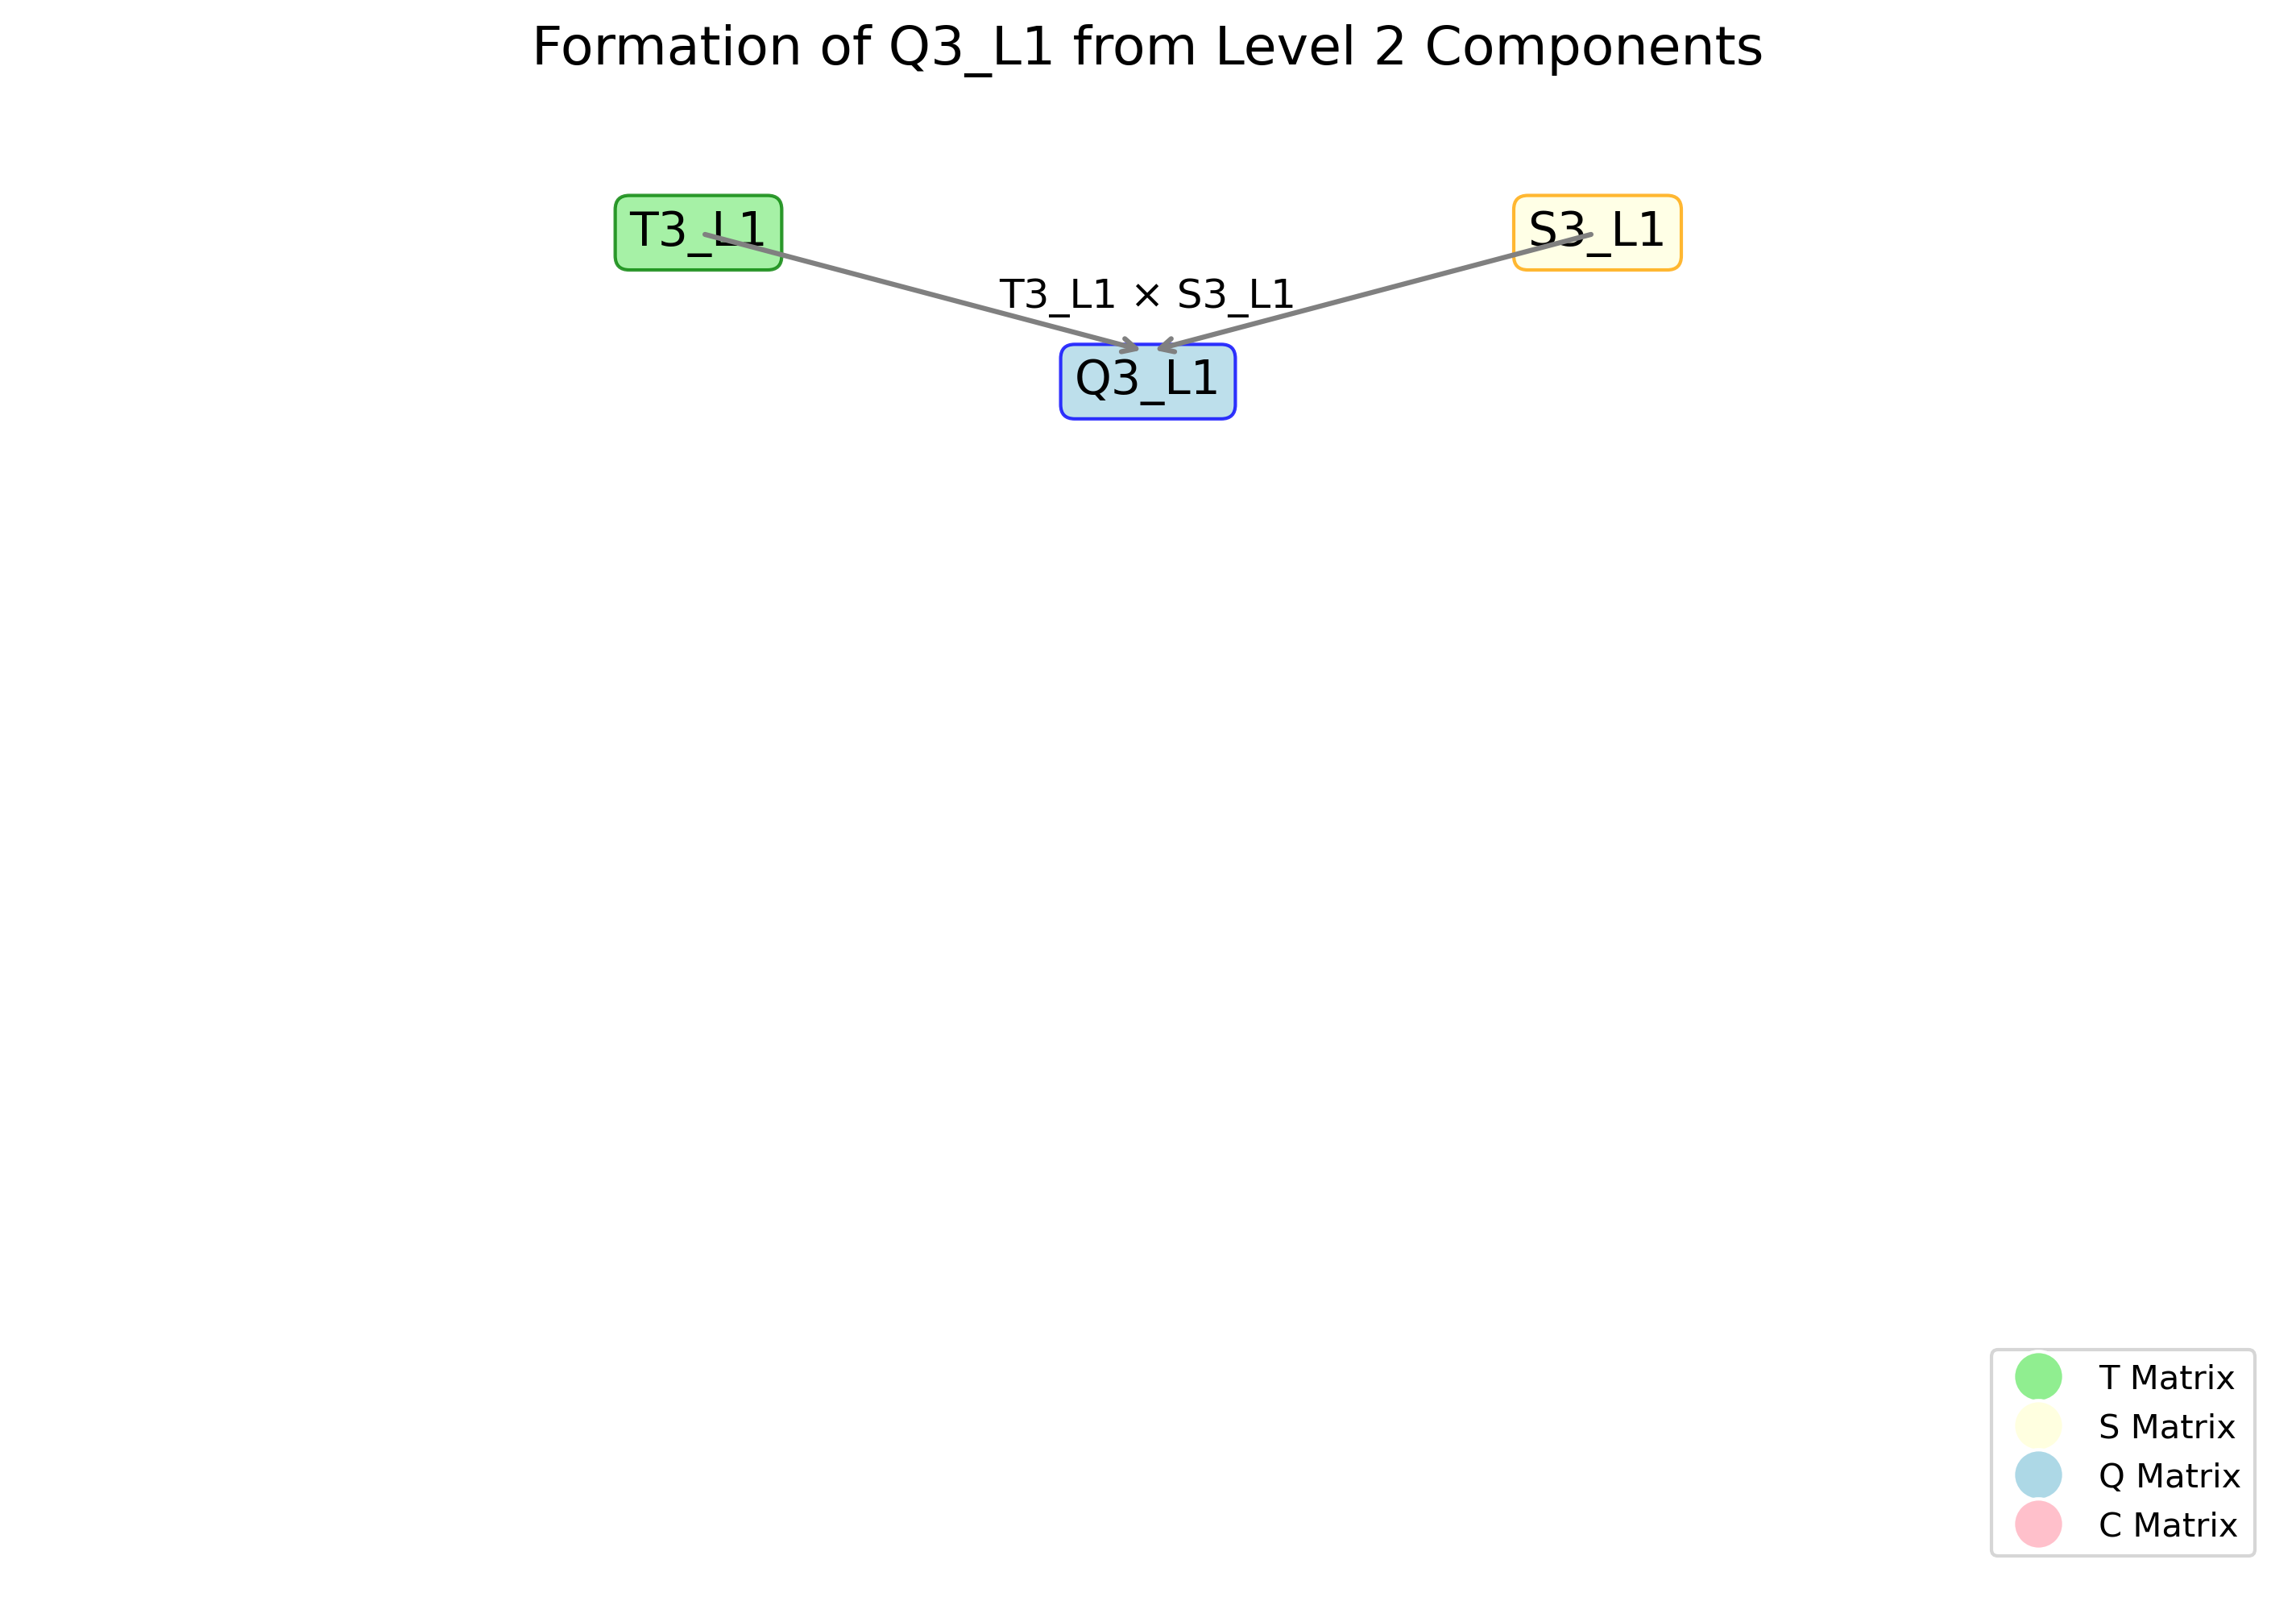 Formation of Q3_L1 from Level 2 Components
T3_L1
S3_L1
T3_L1 × S3_L1
Q3_L1
T Matrix
S Matrix
Q Matrix
C Matrix